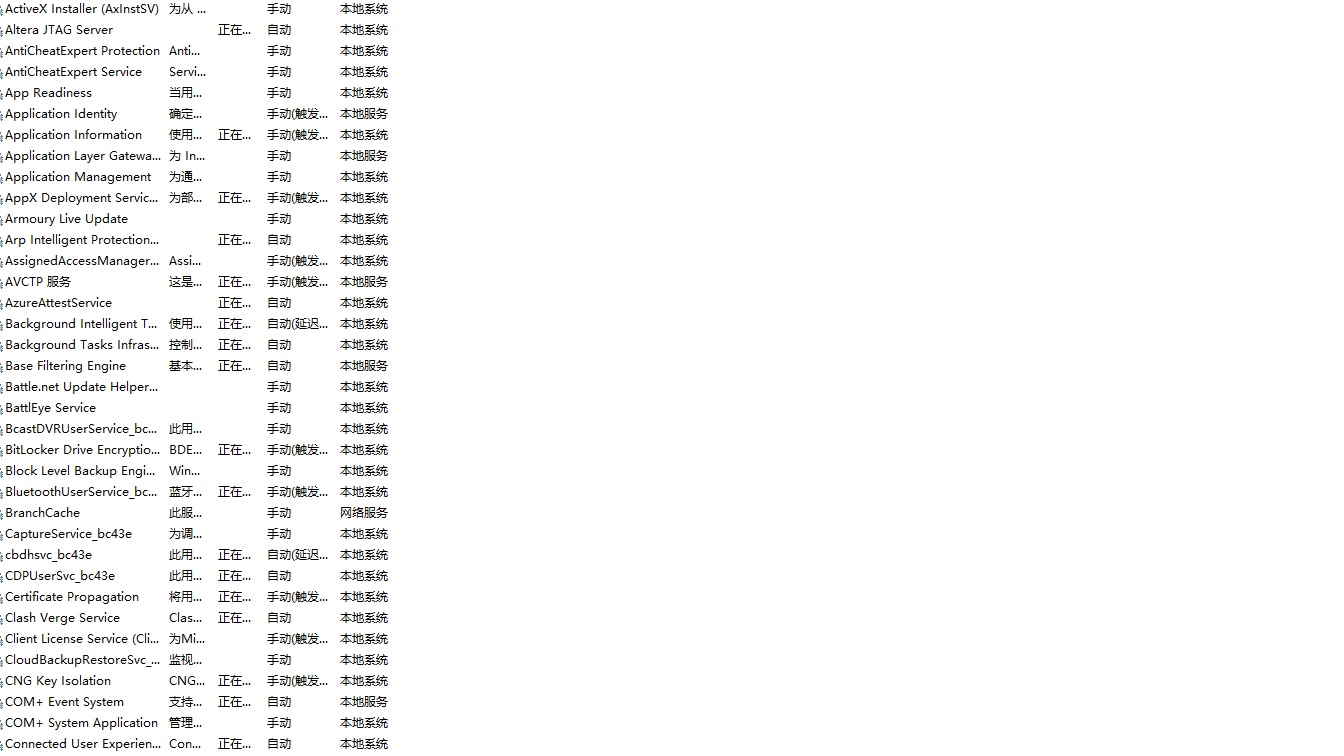 ActiveX Installer (AxInstSV) 为从 ... 手动 本地系统
Altera JTAG Server 正在... 自动 本地系统
AntiCheatExpert Protection Anti... 手动 本地系统
AntiCheatExpert Service Servi... 手动 本地系统
App Readiness 当用... 手动 本地系统
Application Identity 确定... 手动(触发... 本地服务
Application Information 使用... 正在... 手动(触发... 本地系统
Application Layer Gatewa... 为 In... 手动 本地服务
Application Management 为通... 手动 本地系统
AppX Deployment Servic... 为部... 正在... 手动(触发... 本地系统
Armoury Live Update 手动 本地系统
Arp Intelligent Protection... 正在... 自动 本地系统
AssignedAccessManager... Assi... 手动(触发... 本地系统
AVCTP 服务 这是... 正在... 手动(触发... 本地服务
AzureAttestService 正在... 自动 本地系统
Background Intelligent T... 使用... 正在... 自动(延迟... 本地系统
Background Tasks Infras... 控制... 正在... 自动 本地系统
Base Filtering Engine 基本... 正在... 自动 本地服务
Battle.net Update Helper... 手动 本地系统
BattlEye Service 手动 本地系统
BcastDVRUserService_bc... 此用... 手动 本地系统
BitLocker Drive Encryptio... BDE... 正在... 手动(触发... 本地系统
Block Level Backup Engi... Win... 手动 本地系统
BluetoothUserService_bc... 蓝牙... 正在... 手动(触发... 本地系统
BranchCache 此服... 手动 网络服务
CaptureService_bc43e 为调... 手动 本地系统
cbdhsvc_bc43e 此用... 正在... 自动(延迟... 本地系统
CDPUserSvc_bc43e 此用... 正在... 自动 本地系统
Certificate Propagation 将用... 正在... 手动(触发... 本地系统
Clash Verge Service Clas... 正在... 自动 本地系统
Client License Service (Cli... 为Mi... 手动(触发... 本地系统
CloudBackupRestoreSvc_... 监视... 手动 本地系统
CNG Key Isolation CNG... 正在... 手动(触发... 本地系统
COM+ Event System 支持... 正在... 自动 本地服务
COM+ System Application 管理... 手动 本地系统
Connected User Experien... Con... 正在... 自动 本地系统